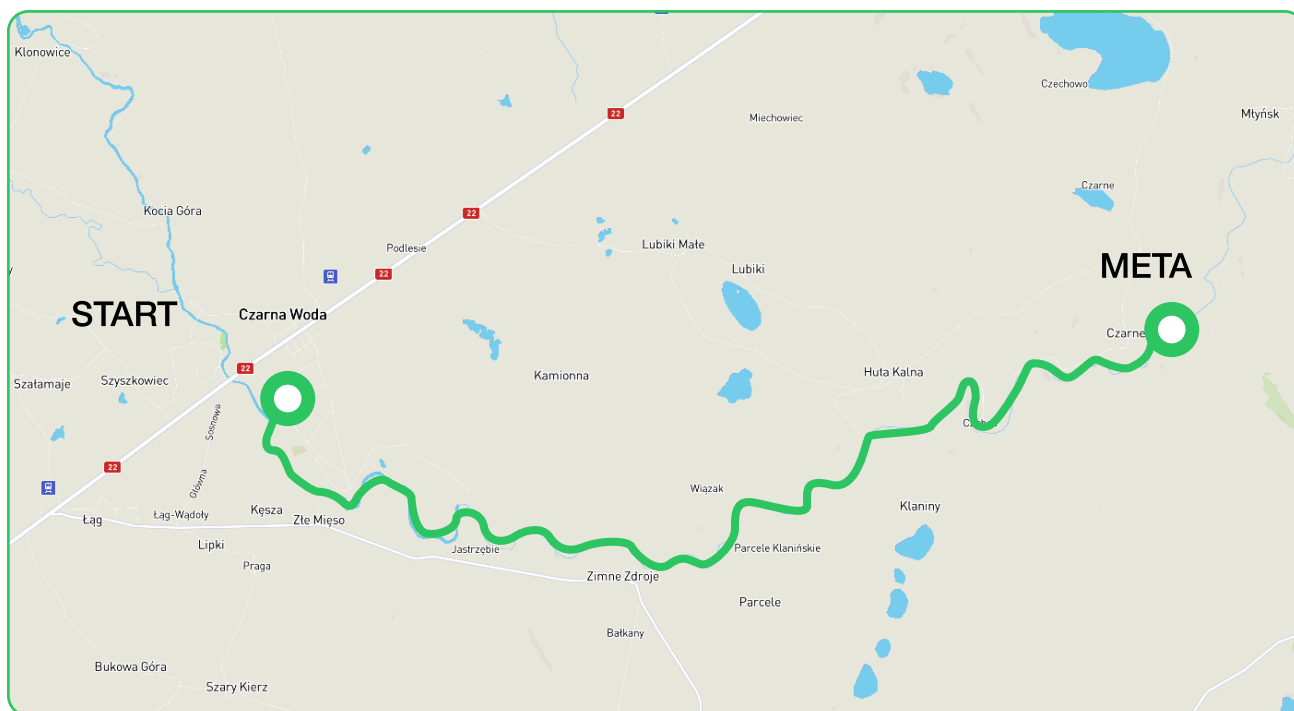 Klonowice
Czechowo
22
Miechowiec
Młyńsk
Czarne
Kocia Góra
22
Lubiki Małe
Podlesie
META
Lubiki
22
START
Czarna Woda
Czarne
22
Huta Kalna
Szałamaje
Szyszkowiec
Kamionna
Sosnowa
22
Główna
Wiązak
Kęsza
Klaniny
Łąg
Łąg-Wądoły
Złe Mięso
Lipki
Jastrzębie
Parcele Klanińskie
Praga
Zimne Zdroje
Parcele
Bałkany
Bukowa Góra
Szary Kierz